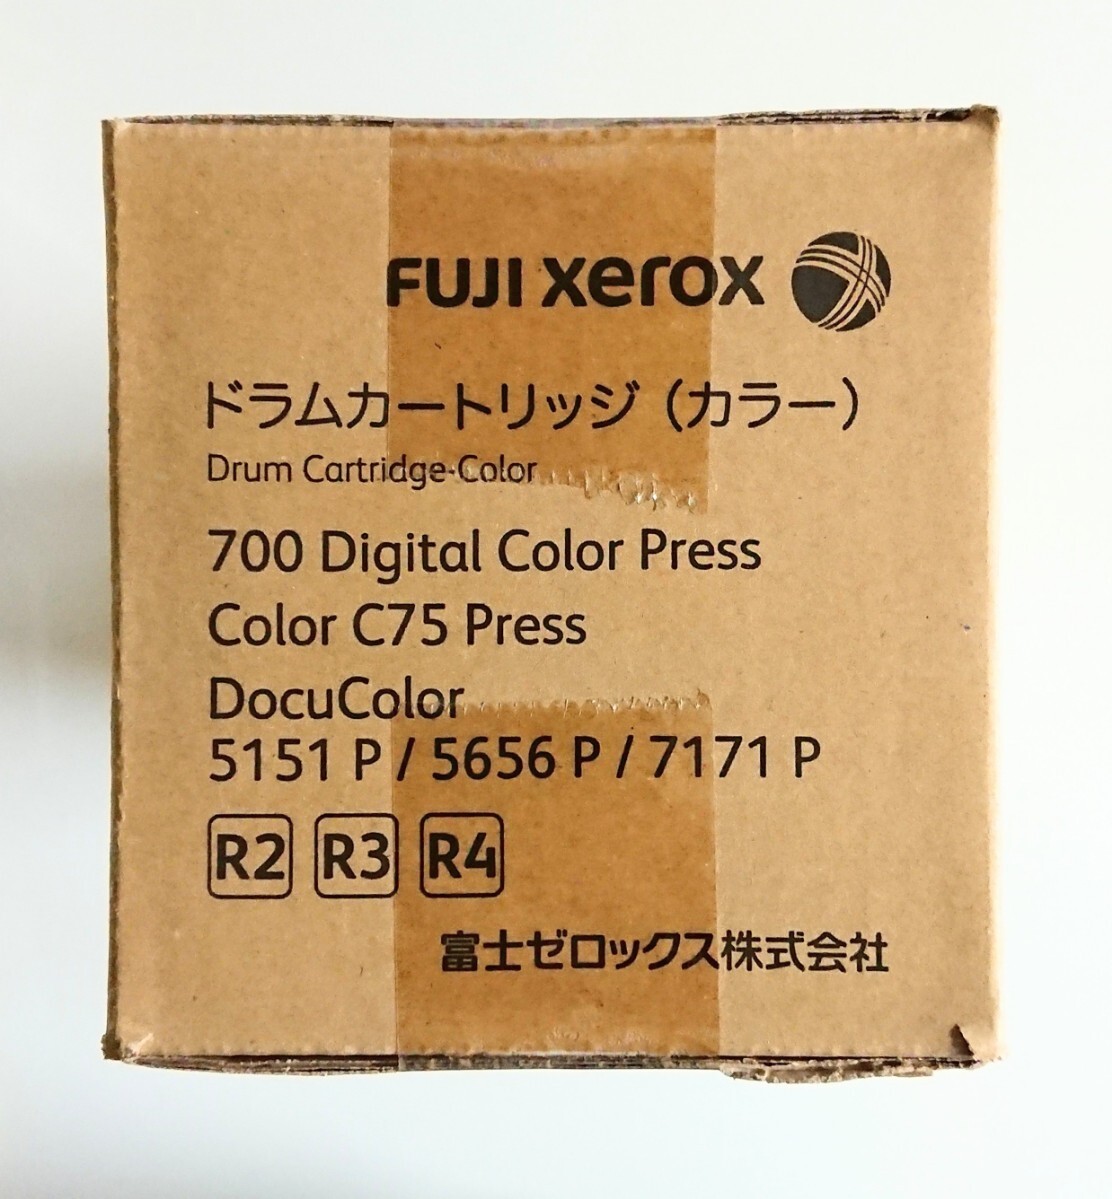 FUJI xerox
ドラムカートリッジ（カラー）
Drum Cartridge-Color
700 Digital Color Press
Color C75 Press
DocuColor
5151 P / 5656 P / 7171 P
R2 R3 R4
富士ゼロックス株式会社